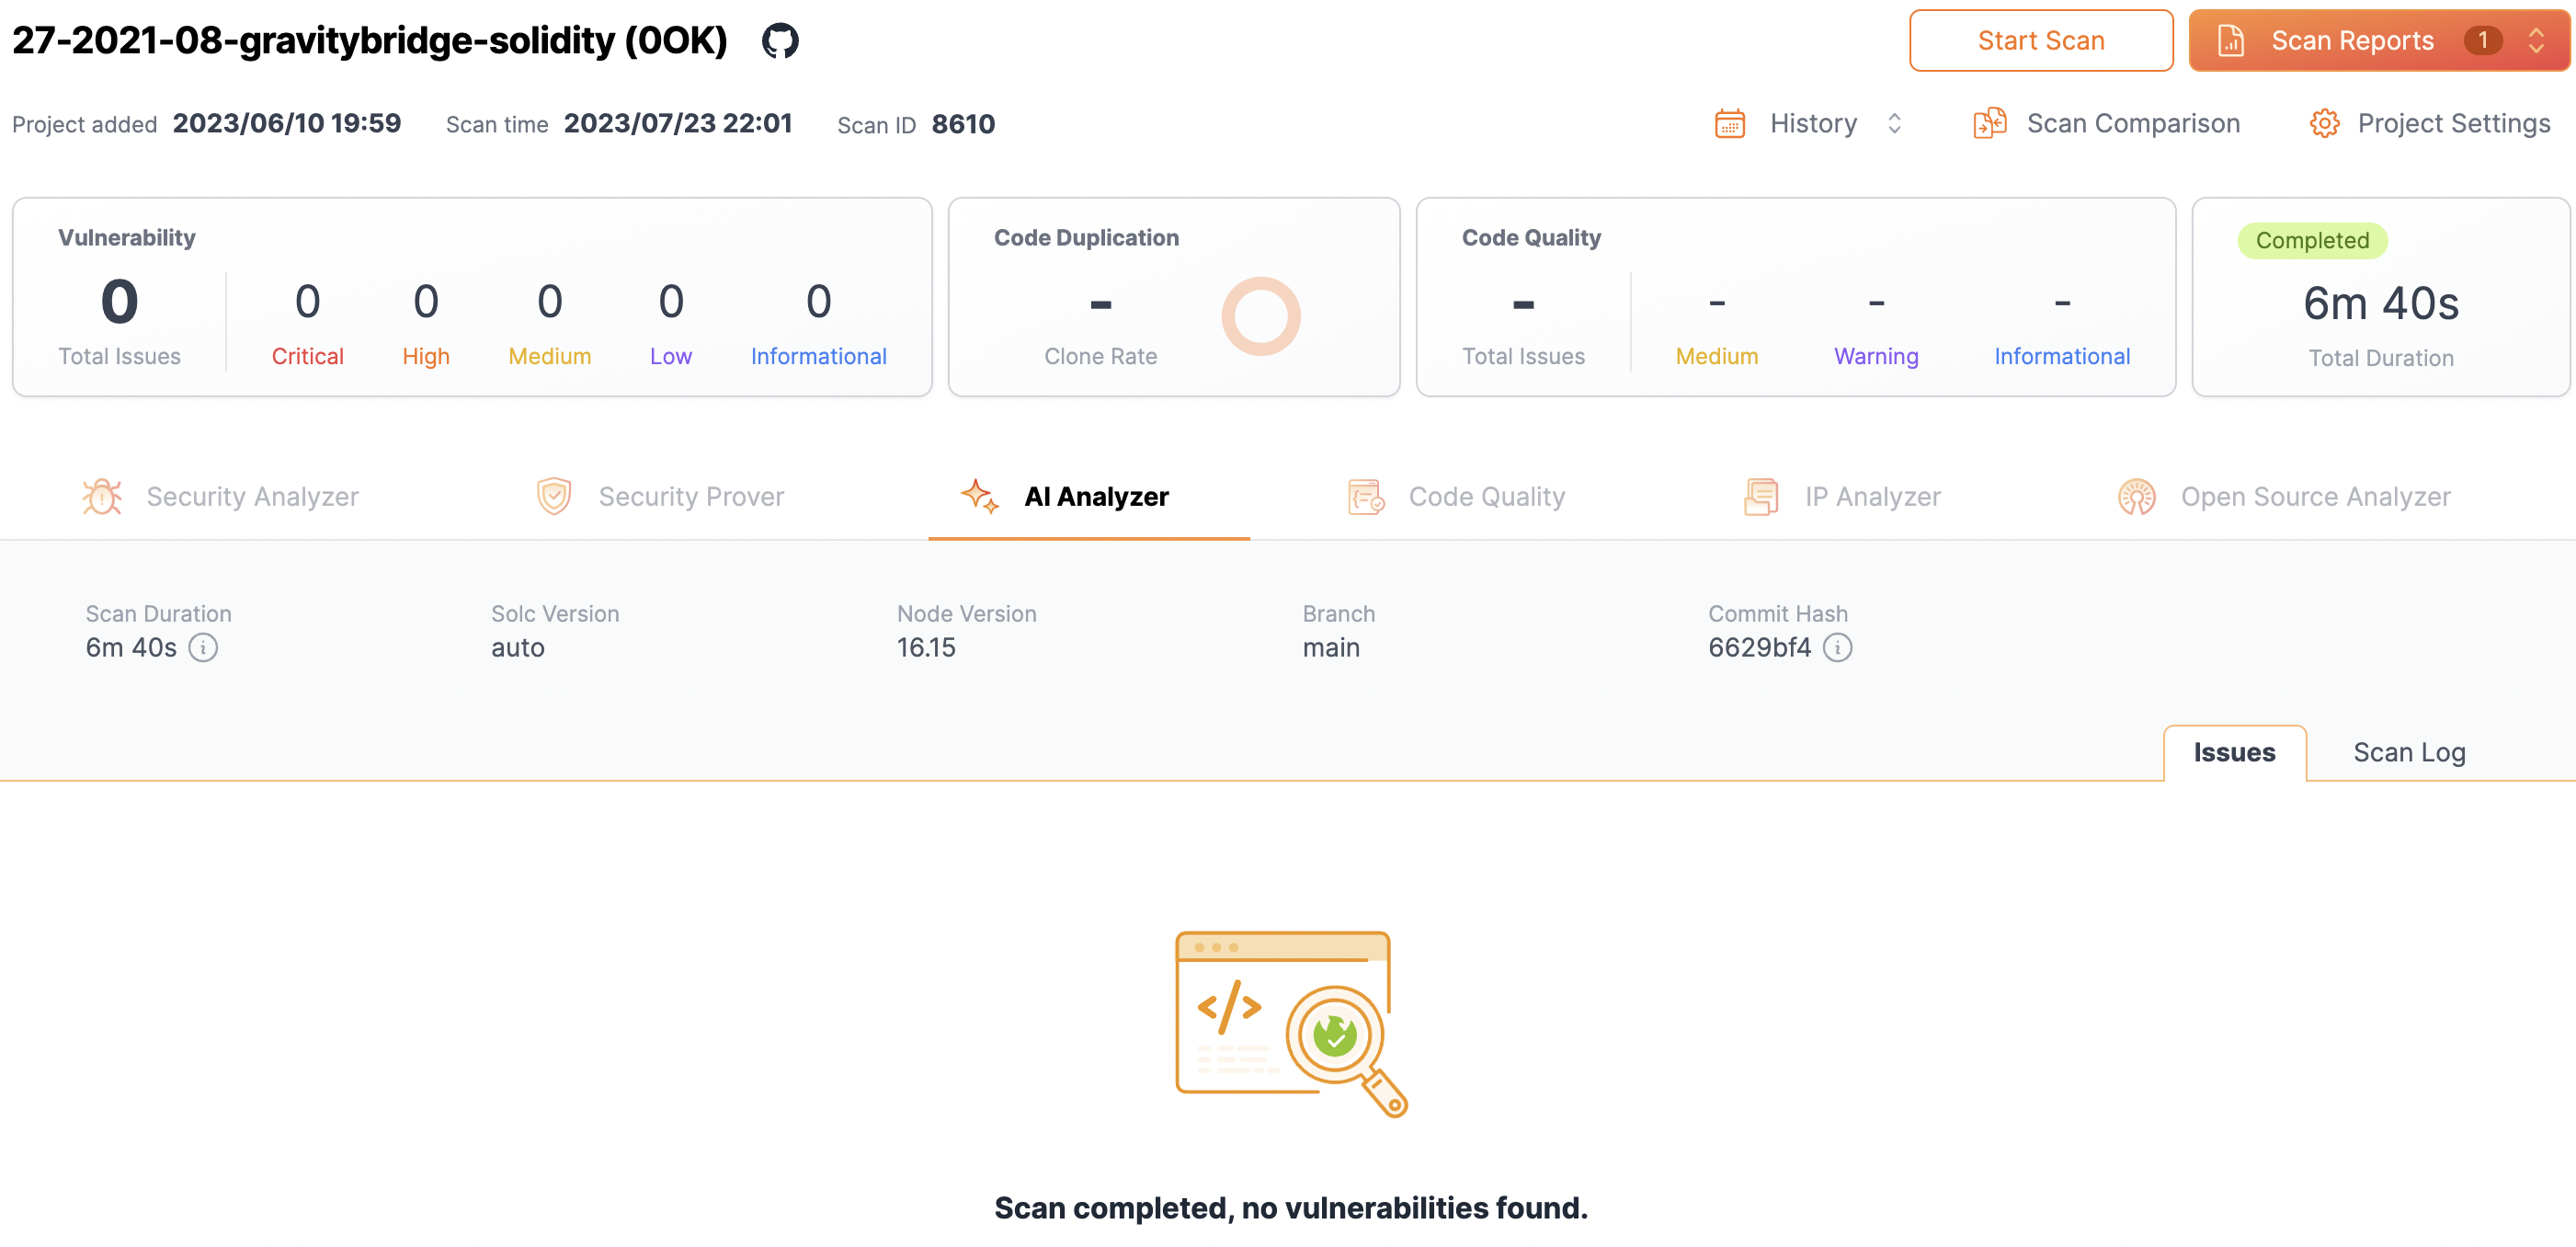 27-2021-08-gravitybridge-solidity (0OK)
Start Scan
Scan Reports 1
Project added 2023/06/10 19:59 Scan time 2023/07/23 22:01 Scan ID 8610
History Scan Comparison Project Settings
Vulnerability
0 0 0 0 0 0
Total Issues Critical High Medium Low Informational
Code Duplication
-
Clone Rate
Code Quality
- - - -
Total Issues Medium Warning Informational
Completed
6m 40s
Total Duration
Security Analyzer Security Prover AI Analyzer Code Quality IP Analyzer Open Source Analyzer
Scan Duration Solc Version Node Version Branch Commit Hash
6m 40s auto 16.15 main 6629bf4
Issues Scan Log
</>
Scan completed, no vulnerabilities found.